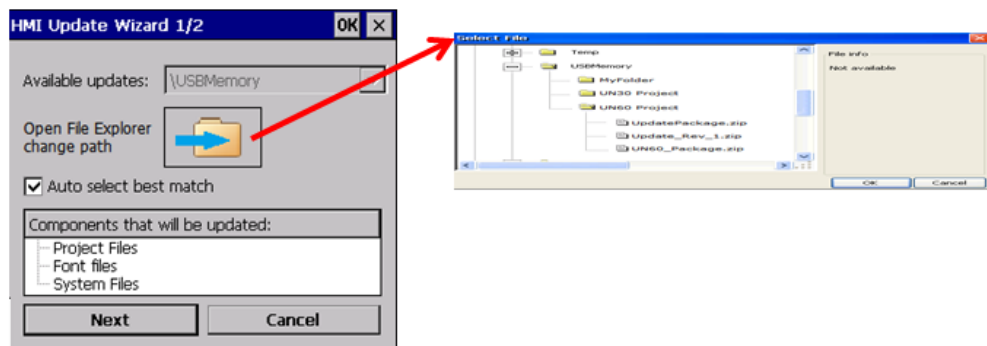 HMI Update Wizard 1/2
OK
Available updates:
\USBMemory
Open File Explorer
change path
Auto select best match
Components that will be updated:
Project Files
Font files
System Files
Next
Cancel
Select File
Temp
USBMemory
MyFolder
UN30 Project
UN60 Project
UpdatePackage.zip
Update_Rev_1.zip
UN60_Package.zip
File info
Not available
OK
Cancel